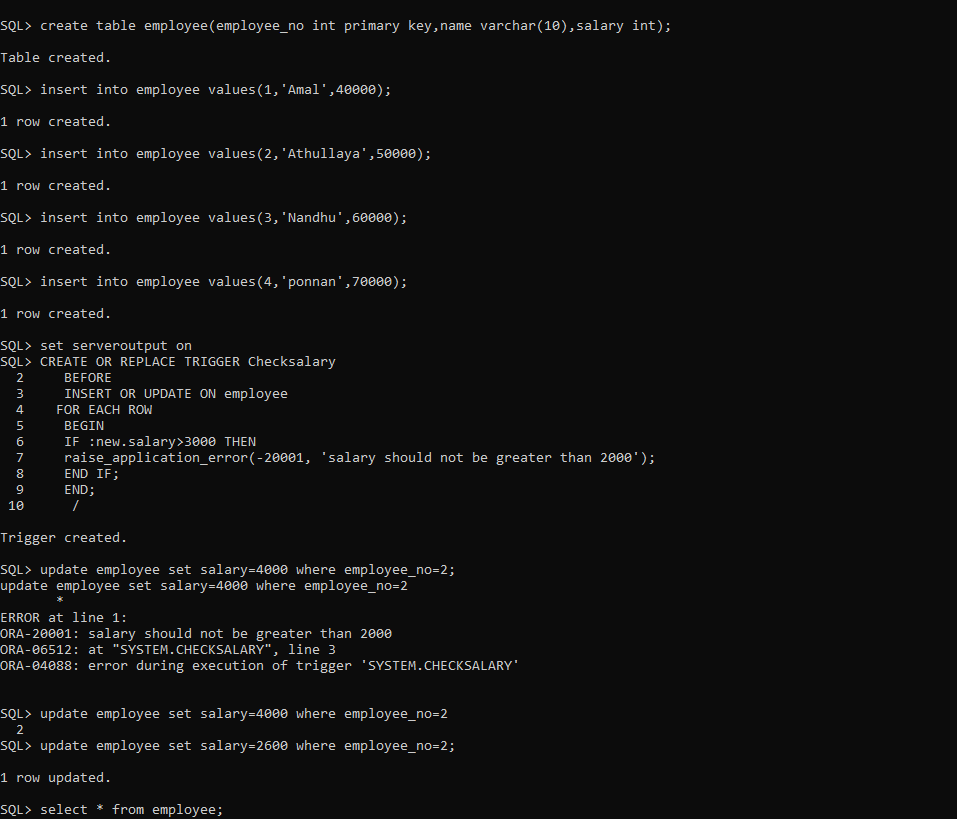 SQL> create table employee(employee_no int primary key,name varchar(10),salary int);
Table created.
SQL> insert into employee values(1,'Amal',40000);
1 row created.
SQL> insert into employee values(2,'Athullaya',50000);
1 row created.
SQL> insert into employee values(3,'Nandhu',60000);
1 row created.
SQL> insert into employee values(4,'ponnan',70000);
1 row created.
SQL> set serveroutput on
SQL> CREATE OR REPLACE TRIGGER Checksalary
  2     BEFORE
  3     INSERT OR UPDATE ON employee
  4    FOR EACH ROW
  5     BEGIN
  6     IF :new.salary>3000 THEN
  7     raise_application_error(-20001, 'salary should not be greater than 2000');
  8     END IF;
  9     END;
 10      /
Trigger created.
SQL> update employee set salary=4000 where employee_no=2;
update employee set salary=4000 where employee_no=2
       *
ERROR at line 1:
ORA-20001: salary should not be greater than 2000
ORA-06512: at "SYSTEM.CHECKSALARY", line 3
ORA-04088: error during execution of trigger 'SYSTEM.CHECKSALARY'
SQL> update employee set salary=4000 where employee_no=2
  2
SQL> update employee set salary=2600 where employee_no=2;
1 row updated.
SQL> select * from employee;